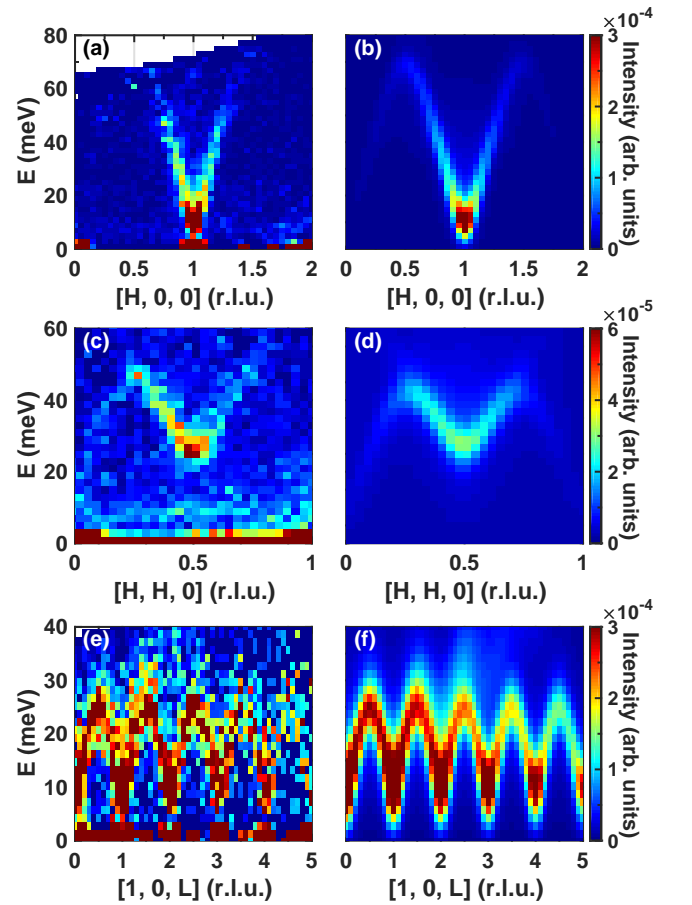 ×10⁻⁴
(a)
(b)
80
60
40
20
0
E (meV)
0 0.5 1 1.5 2
0 0.5 1 1.5 2
[H, 0, 0] (r.l.u.)
[H, 0, 0] (r.l.u.)
4
3
2
1
0
Intensity (arb. units)
×10⁻⁵
(c)
(d)
60
40
20
0
E (meV)
0 0.5 1
0 0.5 1
[H, H, 0] (r.l.u.)
[H, H, 0] (r.l.u.)
6
4
2
0
Intensity (arb. units)
×10⁻⁴
(e)
(f)
40
30
20
10
0
E (meV)
0 1 2 3 4 5
0 1 2 3 4 5
[1, 0, L] (r.l.u.)
[1, 0, L] (r.l.u.)
3
2
1
0
Intensity (arb. units)